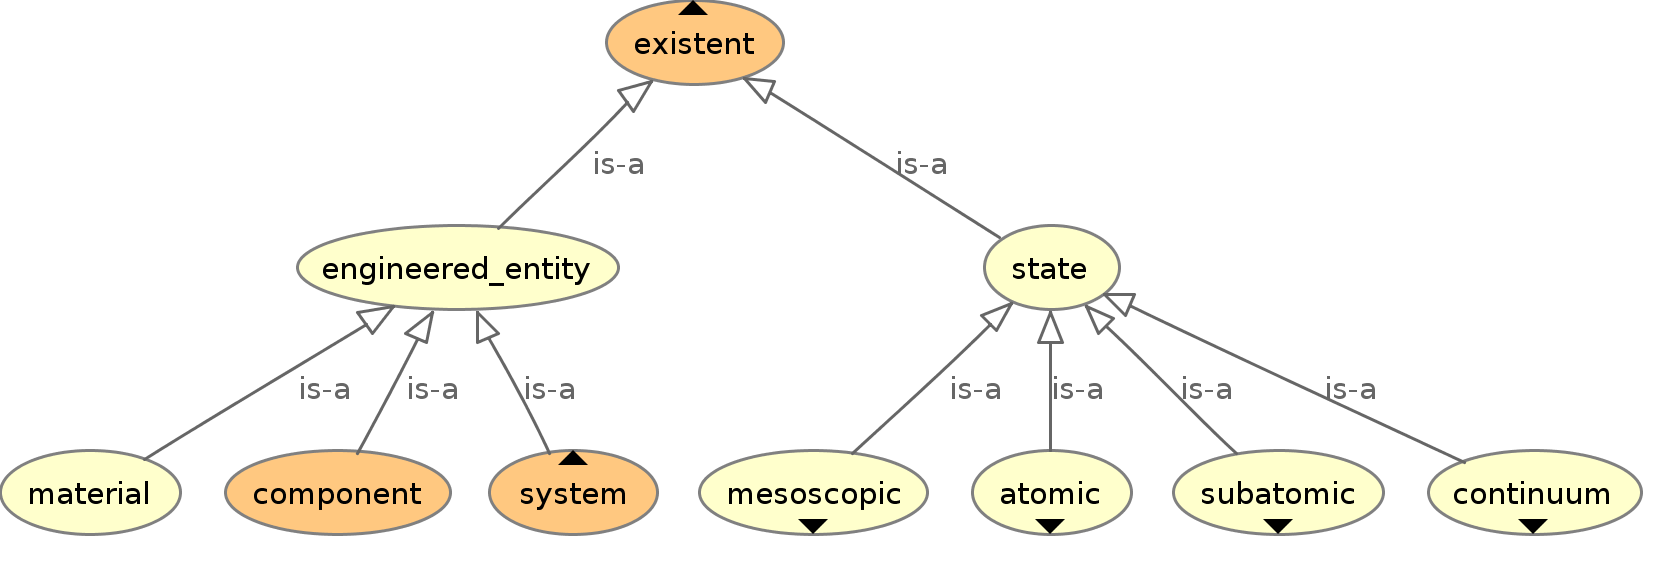 existent
is-a
is-a
engineered_entity
state
is-a
is-a
is-a
is-a
is-a
is-a
is-a
material
component
system
mesoscopic
atomic
subatomic
continuum